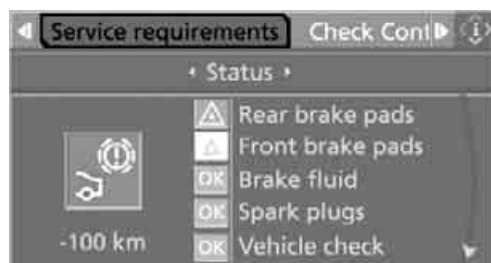 Service requirements Check Cont
Status
Rear brake pads
Front brake pads
OK Brake fluid
OK Spark plugs
-100 km OK Vehicle check